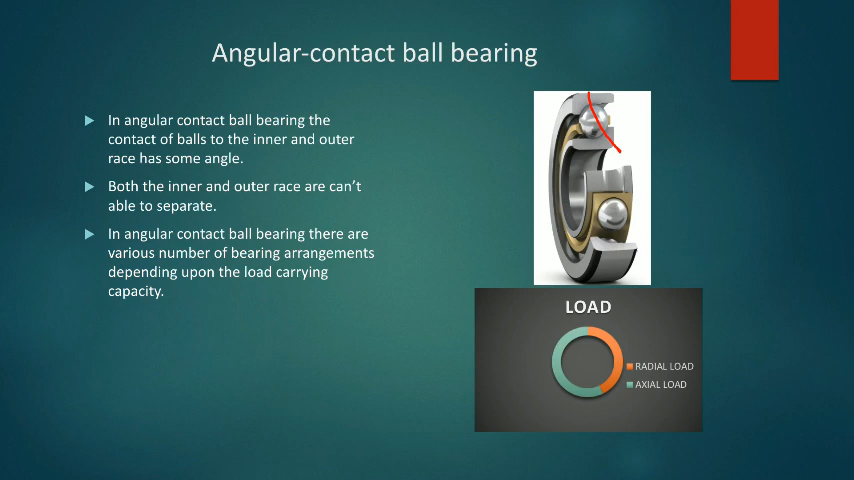 Angular-contact ball bearing
In angular contact ball bearing the
contact of balls to the inner and outer
race has some angle.
Both the inner and outer race are can't
able to separate.
In angular contact ball bearing there are
various number of bearing arrangements
depending upon the load carrying
capacity.
LOAD
RADIAL LOAD
AXIAL LOAD